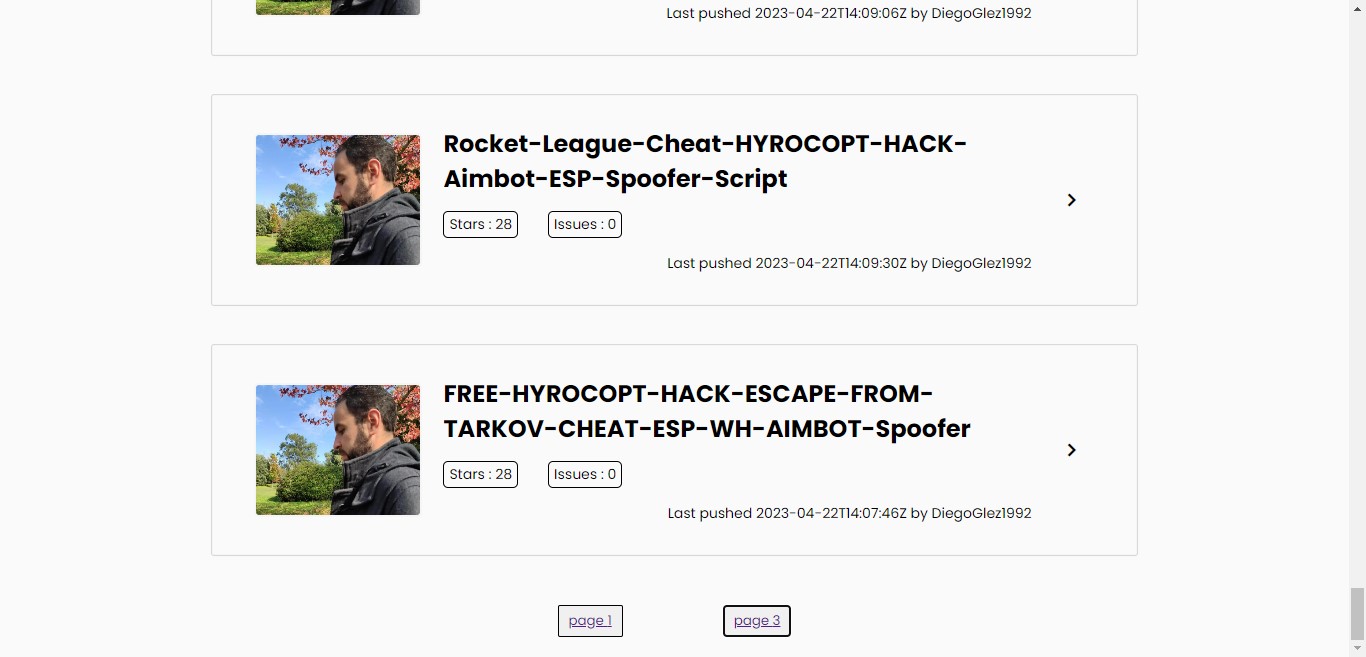 Last pushed 2023-04-22T14:09:06Z by DiegoGlez1992
Rocket-League-Cheat-HYROCOPT-HACK-
Aimbot-ESP-Spoofer-Script
Stars : 28 Issues : 0
Last pushed 2023-04-22T14:09:30Z by DiegoGlez1992
FREE-HYROCOPT-HACK-ESCAPE-FROM-
TARKOV-CHEAT-ESP-WH-AIMBOT-Spoofer
Stars : 28 Issues : 0
Last pushed 2023-04-22T14:07:46Z by DiegoGlez1992
page 1 page 3